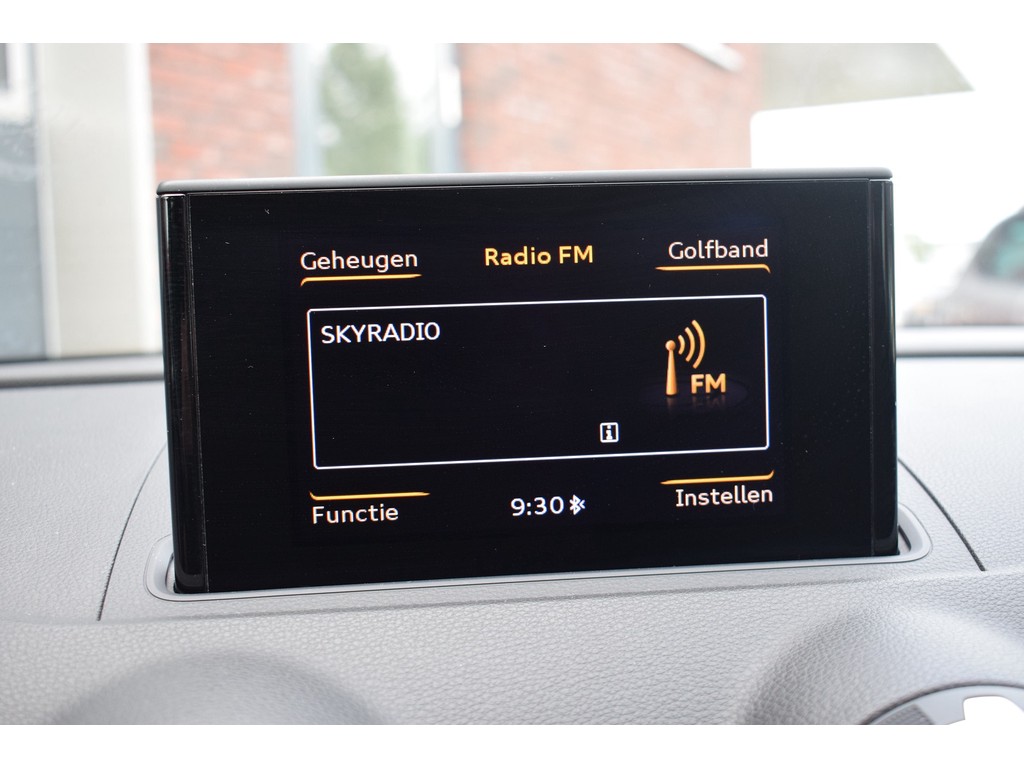 Geheugen
Radio FM
Golfband
SKYRADIO
FM
i
Functie
9:30
Instellen